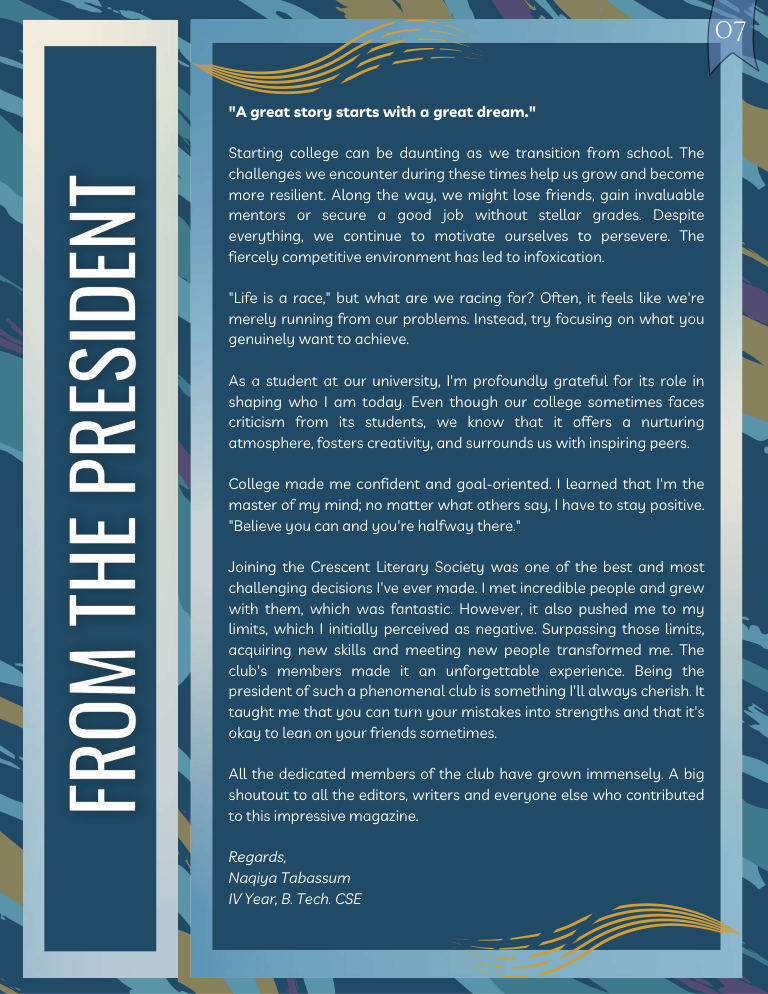 07
FROM THE PRESIDENT
"A great story starts with a great dream."
Starting college can be daunting as we transition from school. The
challenges we encounter during these times help us grow and become
more resilient. Along the way, we might lose friends, gain invaluable
mentors or secure a good job without stellar grades. Despite
everything, we continue to motivate ourselves to persevere. The
fiercely competitive environment has led to infoxication.
"Life is a race," but what are we racing for? Often, it feels like we're
merely running from our problems. Instead, try focusing on what you
genuinely want to achieve.
As a student at our university, I'm profoundly grateful for its role in
shaping who I am today. Even though our college sometimes faces
criticism from its students, we know that it offers a nurturing
atmosphere, fosters creativity, and surrounds us with inspiring peers.
College made me confident and goal-oriented. I learned that I'm the
master of my mind; no matter what others say, I have to stay positive.
"Believe you can and you're halfway there."
Joining the Crescent Literary Society was one of the best and most
challenging decisions I've ever made. I met incredible people and grew
with them, which was fantastic. However, it also pushed me to my
limits, which I initially perceived as negative. Surpassing those limits,
acquiring new skills and meeting new people transformed me. The
club's members made it an unforgettable experience. Being the
president of such a phenomenal club is something I'll always cherish. It
taught me that you can turn your mistakes into strengths and that it's
okay to lean on your friends sometimes.
All the dedicated members of the club have grown immensely. A big
shoutout to all the editors, writers and everyone else who contributed
to this impressive magazine.
Regards,
Naqiya Tabassum
IV Year, B. Tech. CSE